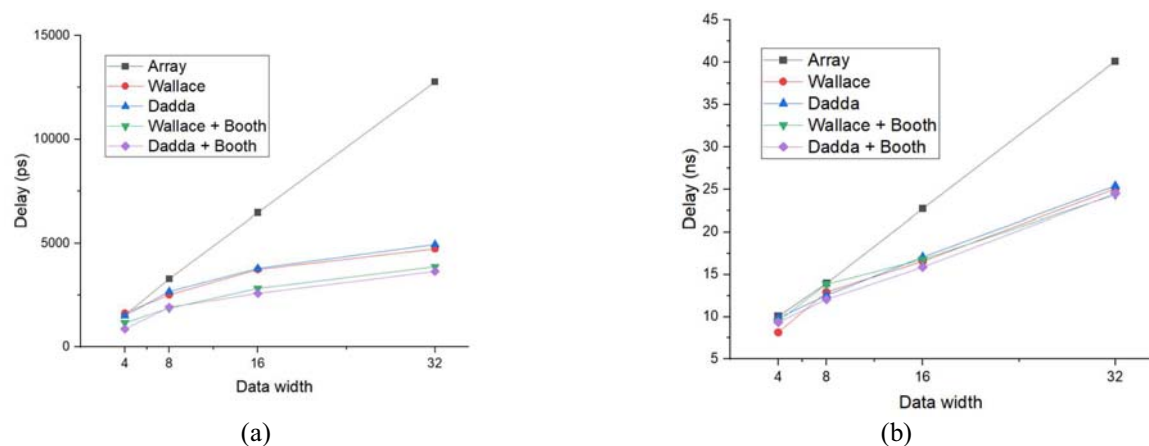 15000
10000
5000
0
Delay (ps)
Array
Wallace
Dadda
Wallace + Booth
Dadda + Booth
4 8 16 32
Data width
(a)
45
40
35
30
25
20
15
10
5
Delay (ns)
Array
Wallace
Dadda
Wallace + Booth
Dadda + Booth
4 8 16 32
Data width
(b)